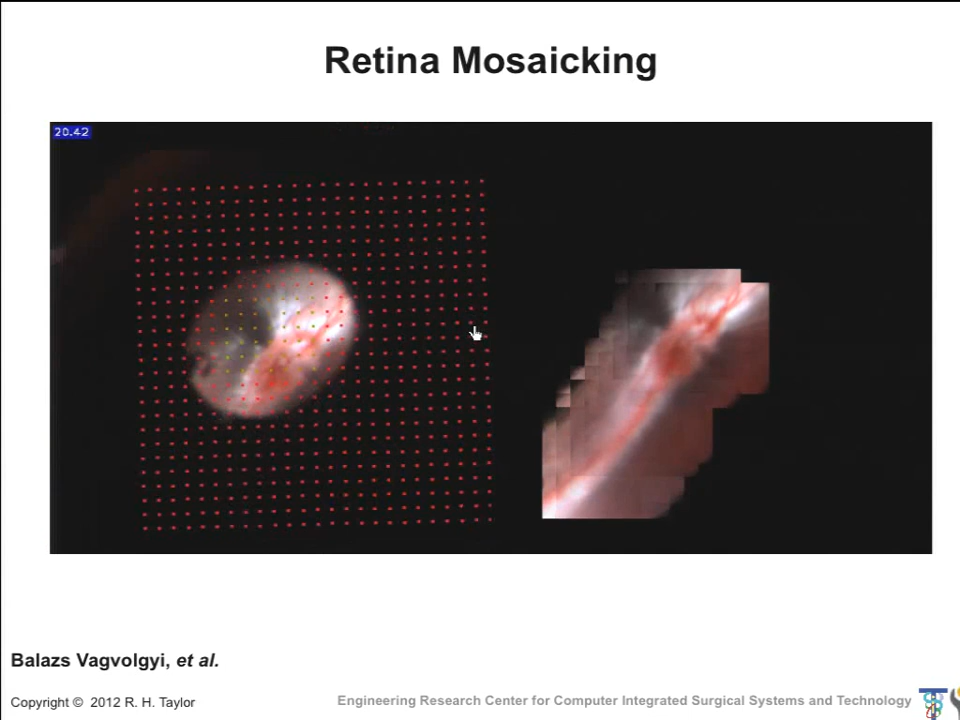 Retina Mosaicking
20.42
Balazs Vagvolgyi, et al.
Copyright © 2012 R. H. Taylor
Engineering Research Center for Computer Integrated Surgical Systems and Technology